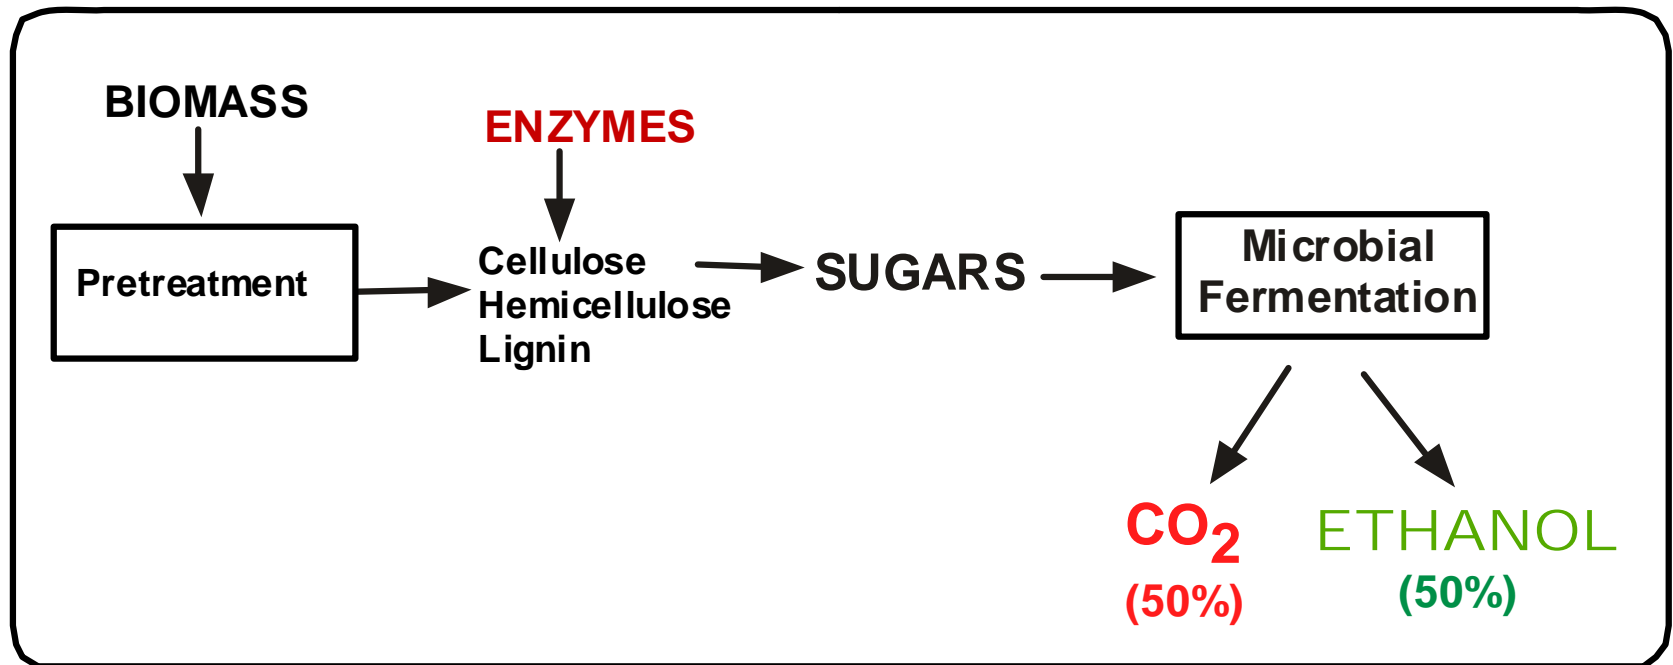 BIOMASS
ENZYMES
Pretreatment
Cellulose
Hemicellulose
Lignin
SUGARS
Microbial
Fermentation
CO2
(50%)
ETHANOL
(50%)